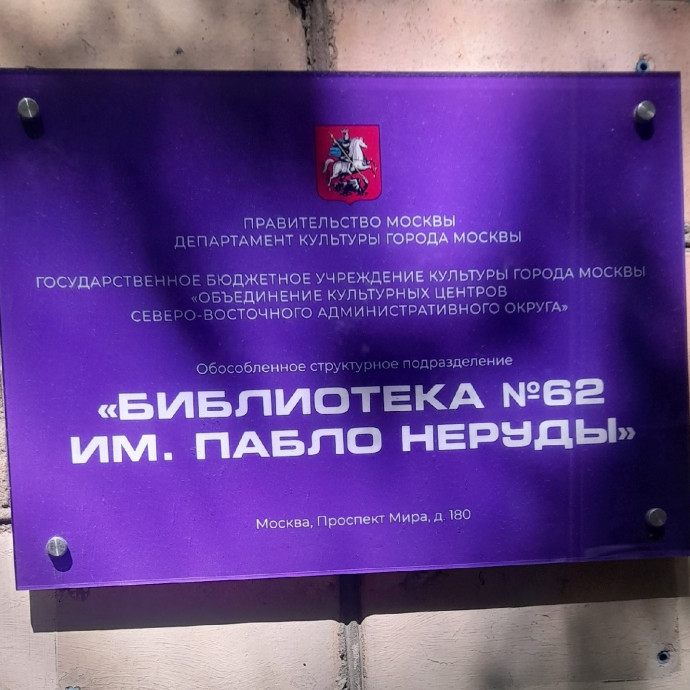 ПРАВИТЕЛЬСТВО МОСКВЫ
ДЕПАРТАМЕНТ КУЛЬТУРЫ ГОРОДА МОСКВЫ
ГОСУДАРСТВЕННОЕ БЮДЖЕТНОЕ УЧРЕЖДЕНИЕ КУЛЬТУРЫ ГОРОДА МОСКВЫ
«ОБЪЕДИНЕНИЕ КУЛЬТУРНЫХ ЦЕНТРОВ
СЕВЕРО-ВОСТОЧНОГО АДМИНИСТРАТИВНОГО ОКРУГА»
Обособленное структурное подразделение
«БИБЛИОТЕКА №62
ИМ. ПАБЛО НЕРУДЫ»
Москва, Проспект Мира, д. 180